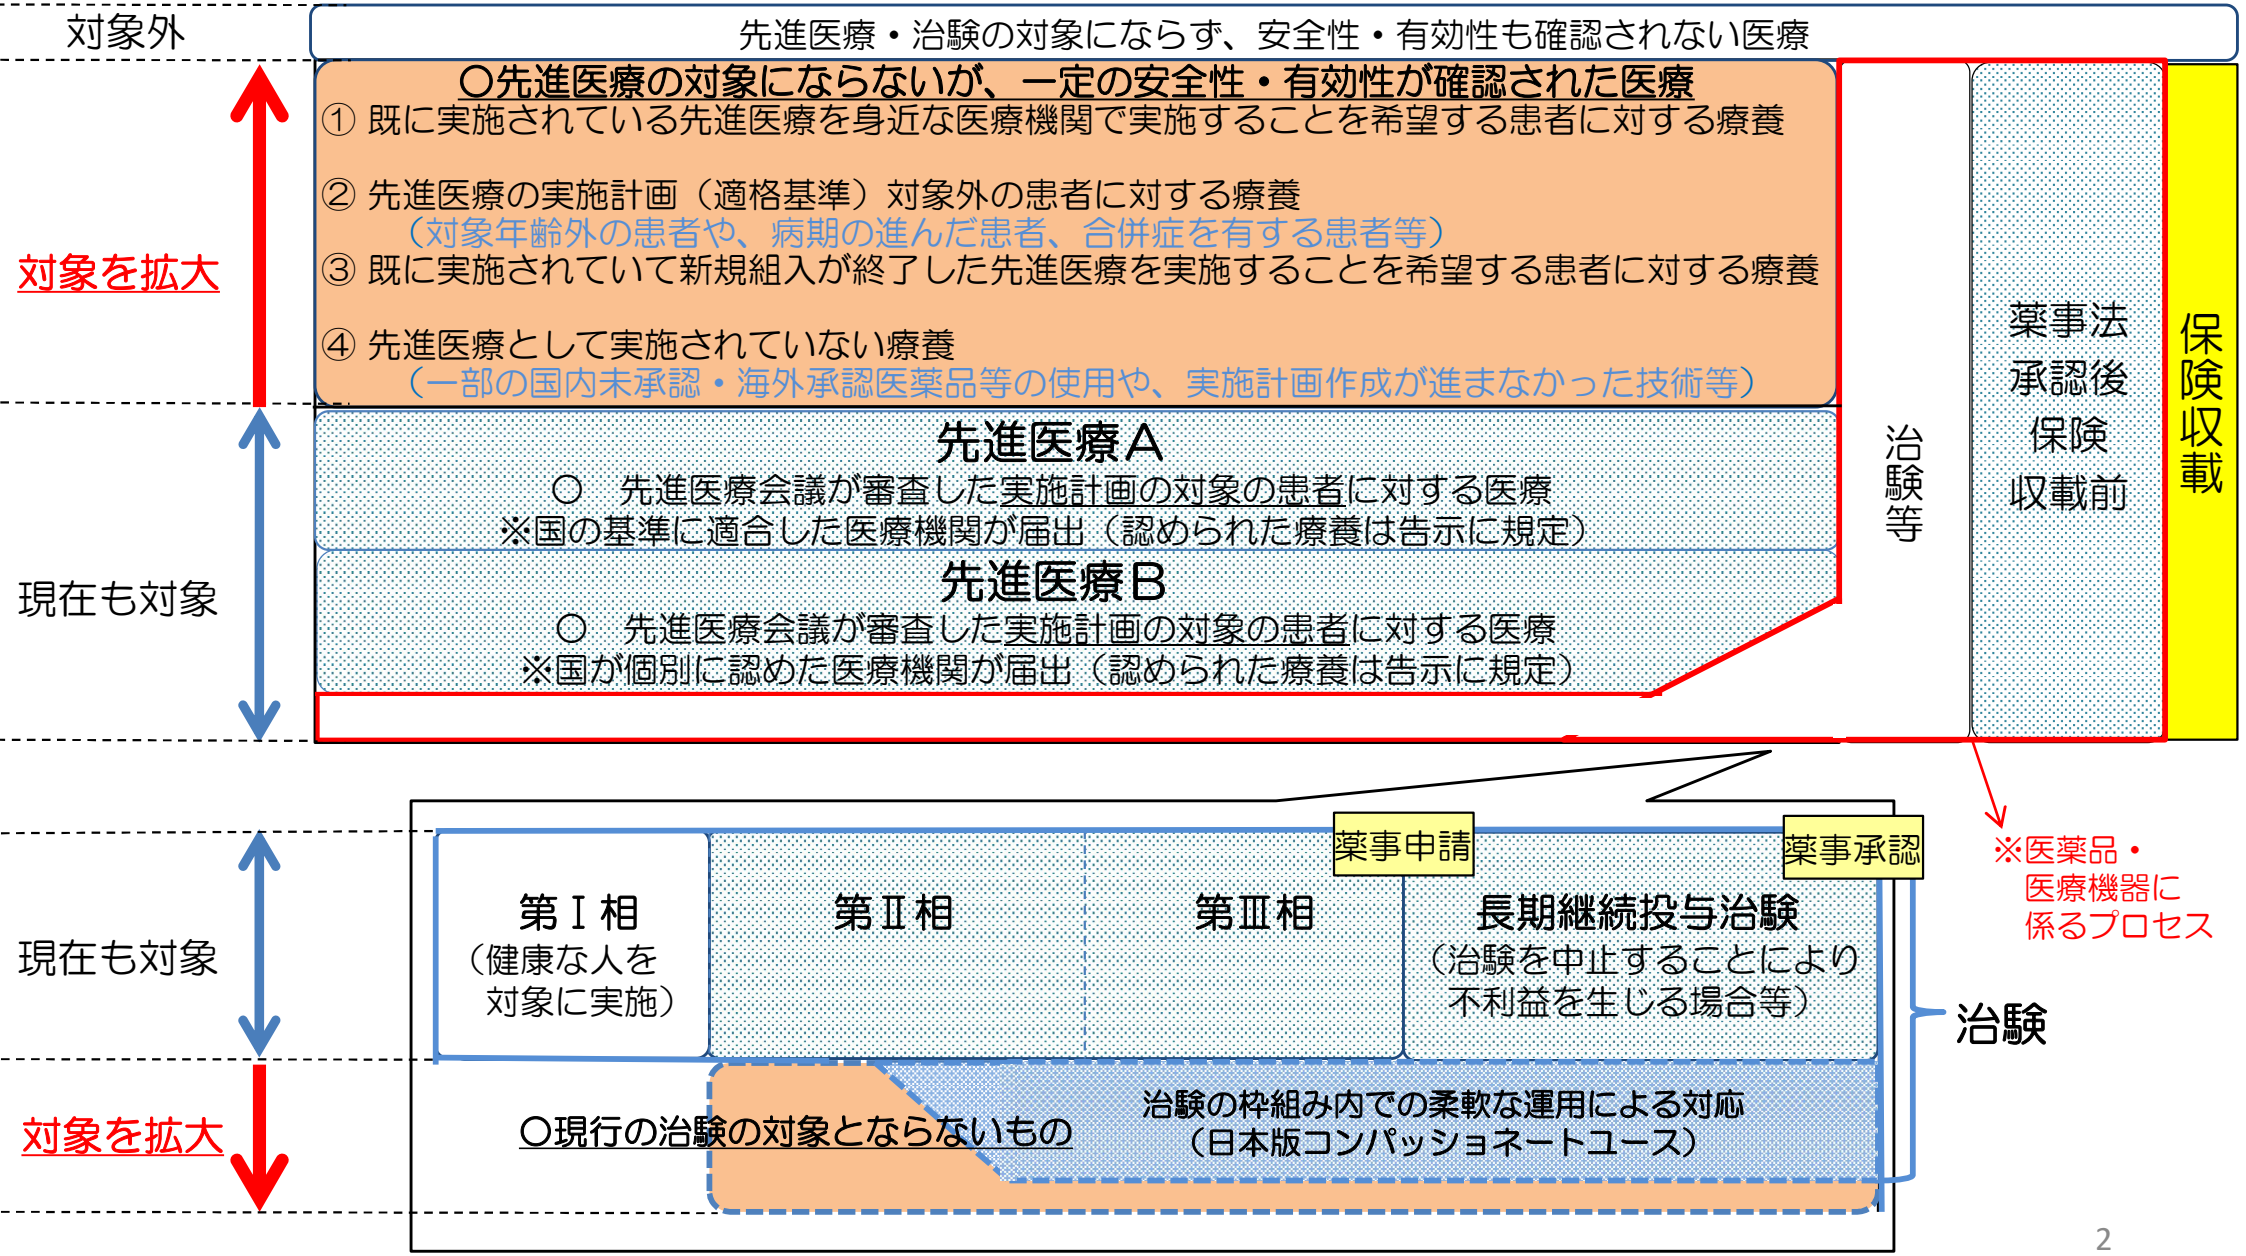 対象外
先進医療・治験の対象にならず、安全性・有効性も確認されない医療
対象を拡大
〇先進医療の対象にならないが、一定の安全性・有効性が確認された医療
① 既に実施されている先進医療を身近な医療機関で実施することを希望する患者に対する療養
② 先進医療の実施計画（適格基準）対象外の患者に対する療養
（対象年齢外の患者や、病期の進んだ患者、合併症を有する患者等）
③ 既に実施されていて新規組入が終了した先進医療を実施することを希望する患者に対する療養
④ 先進医療として実施されていない療養
（一部の国内未承認・海外承認医薬品等の使用や、実施計画作成が進まなかった技術等）
現在も対象
先進医療Ａ
〇　先進医療会議が審査した実施計画の対象の患者に対する医療
※国の基準に適合した医療機関が届出（認められた療養は告示に規定）
先進医療Ｂ
〇　先進医療会議が審査した実施計画の対象の患者に対する医療
※国が個別に認めた医療機関が届出（認められた療養は告示に規定）
治験等
薬事法
承認後
保険
収載前
保険収載
※医薬品・
医療機器に
係るプロセス
現在も対象
薬事申請
薬事承認
第Ⅰ相
（健康な人を
対象に実施）
第Ⅱ相
第Ⅲ相
長期継続投与治験
（治験を中止することにより
不利益を生じる場合等）
治験
対象を拡大
〇現行の治験の対象とならないもの
治験の枠組み内での柔軟な運用による対応
（日本版コンパッショネートユース）
2